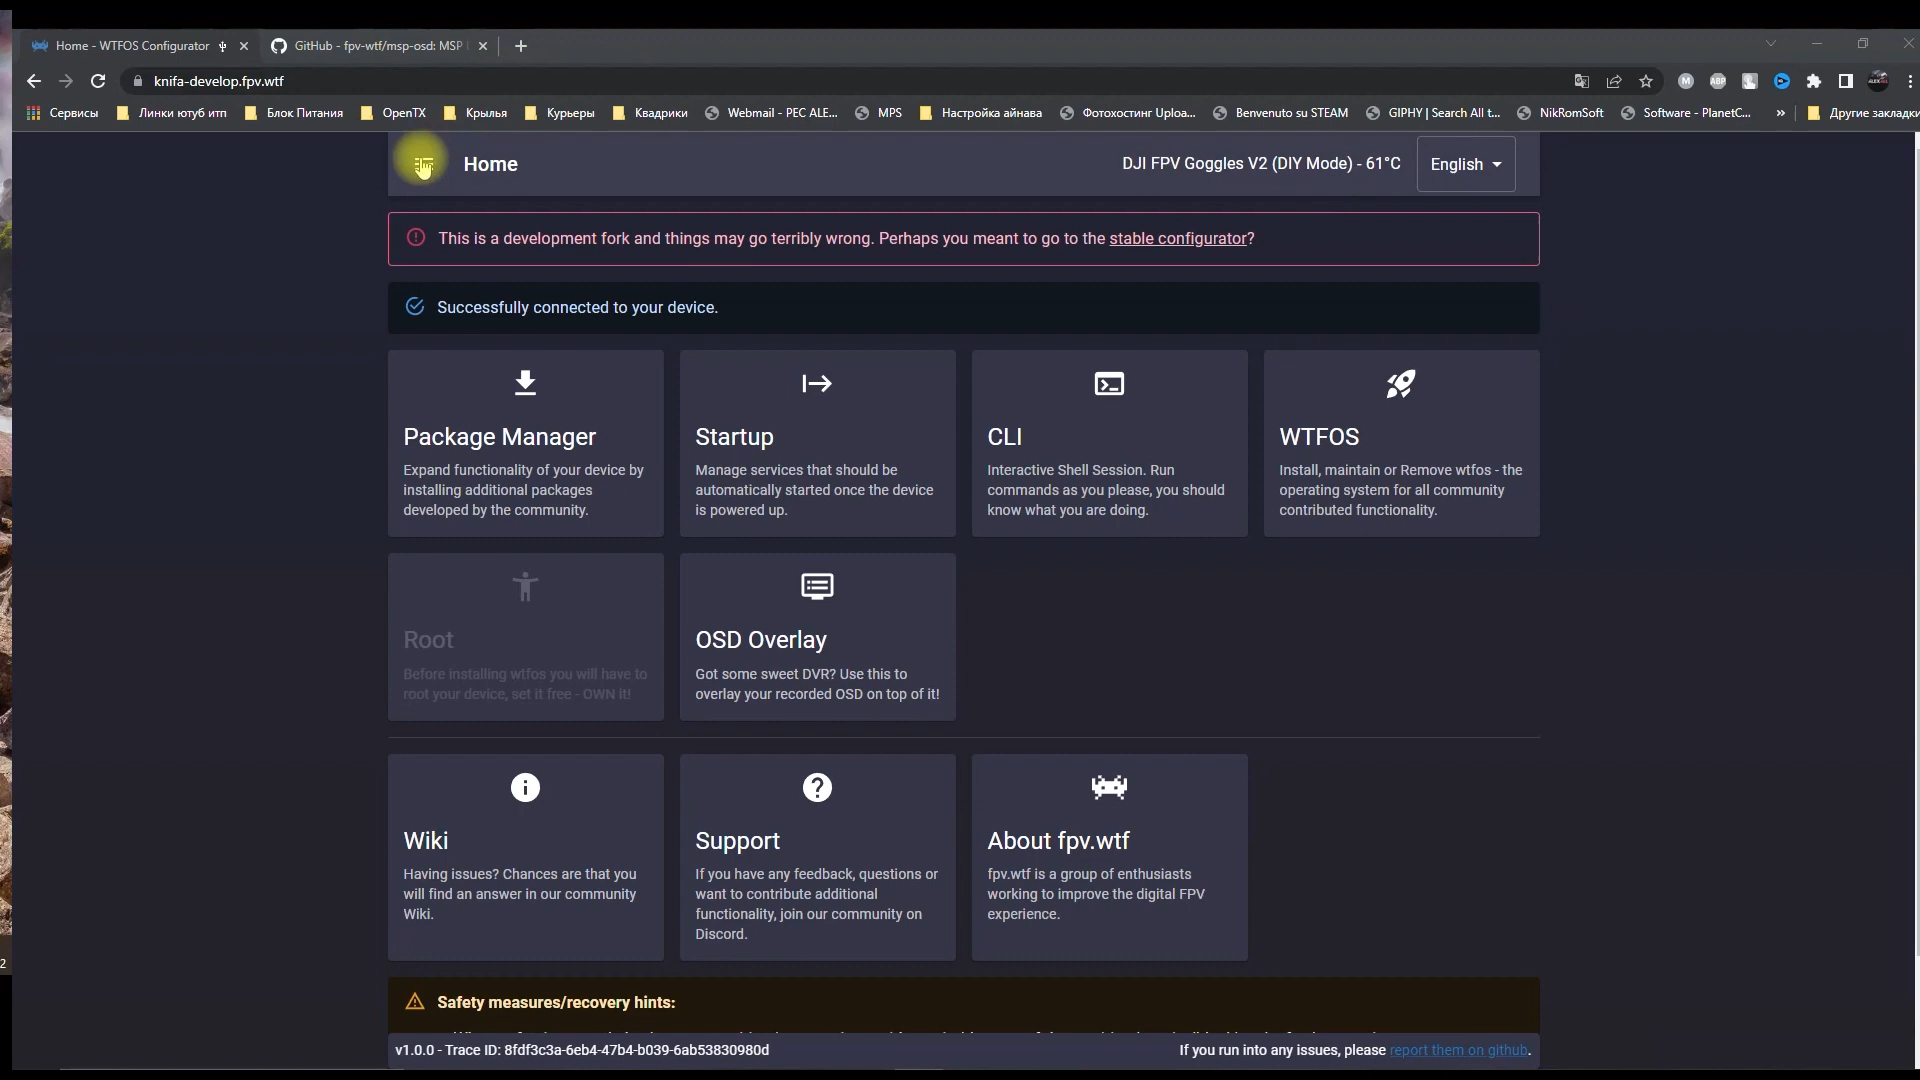 Home - WTFOS Configurator
GitHub - fpv-wtf/msp-osd: MSP
knifa-develop.fpv.wtf
Сервисы
Линки ютуб итп
Блок Питания
OpenTX
Крылья
Курьеры
Квадрики
Webmail - PEC ALE...
MPS
Настройка айнава
Фотохостинг Uploa...
Benvenuto su STEAM
GIPHY | Search All t...
NikRomSoft
Software - PlanetC...
»
Другие закладки
Home
DJI FPV Goggles V2 (DIY Mode) - 61°C
English
This is a development fork and things may go terribly wrong. Perhaps you meant to go to the stable configurator?
Successfully connected to your device.
Package Manager
Expand functionality of your device by
installing additional packages
developed by the community.
Startup
Manage services that should be
automatically started once the device
is powered up.
CLI
Interactive Shell Session. Run
commands as you please, you should
know what you are doing.
WTFOS
Install, maintain or Remove wtfos - the
operating system for all community
contributed functionality.
Root
Before installing wtfos you will have to
root your device, set it free - OWN it!
OSD Overlay
Got some sweet DVR? Use this to
overlay your recorded OSD on top of it!
Wiki
Having issues? Chances are that you
will find an answer in our community
Wiki.
Support
If you have any feedback, questions or
want to contribute additional
functionality, join our community on
Discord.
About fpv.wtf
fpv.wtf is a group of enthusiasts
working to improve the digital FPV
experience.
2
Safety measures/recovery hints:
v1.0.0 - Trace ID: 8fdf3c3a-6eb4-47b4-b039-6ab53830980d
If you run into any issues, please report them on github.